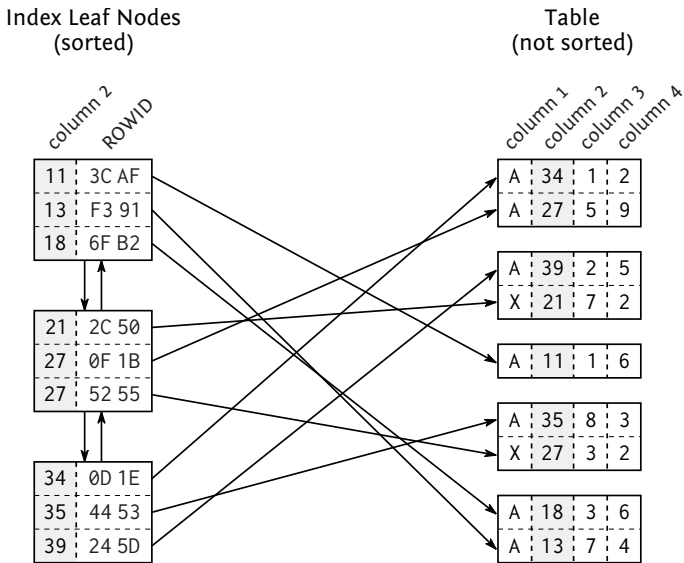 Index Leaf Nodes
(sorted)
column 2
ROWID
11 3C AF
13 F3 91
18 6F B2
21 2C 50
27 0F 1B
27 52 55
34 0D 1E
35 44 53
39 24 5D
Table
(not sorted)
column 1
column 2
column 3
column 4
A 34 1 2
A 27 5 9
A 39 2 5
X 21 7 2
A 11 1 6
A 35 8 3
X 27 3 2
A 18 3 6
A 13 7 4